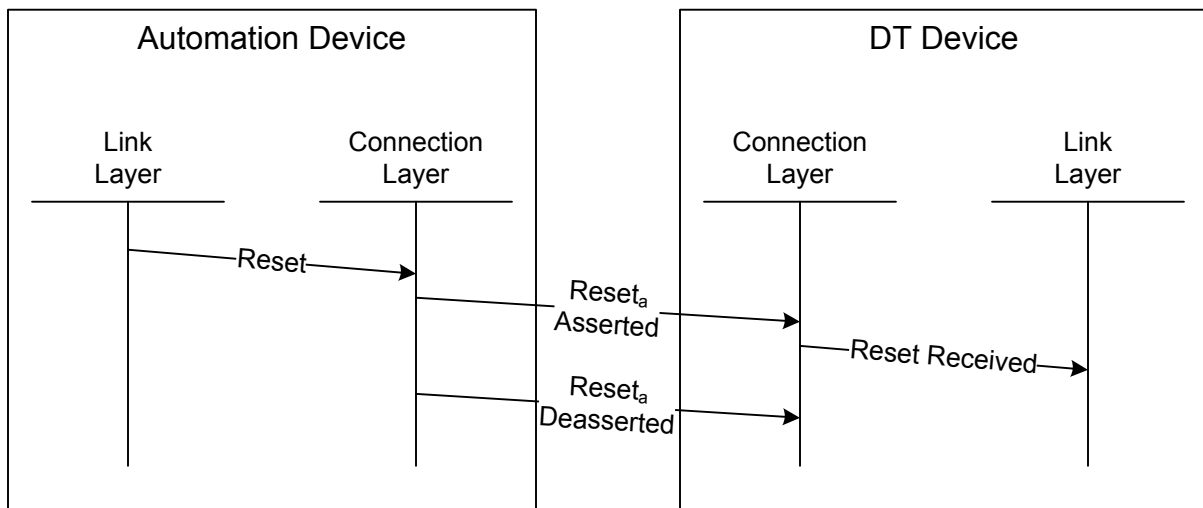 Automation Device
DT Device
Link
Layer
Connection
Layer
Connection
Layer
Link
Layer
Reset
Resetₐ
Asserted
Reset Received
Resetₐ
Deasserted